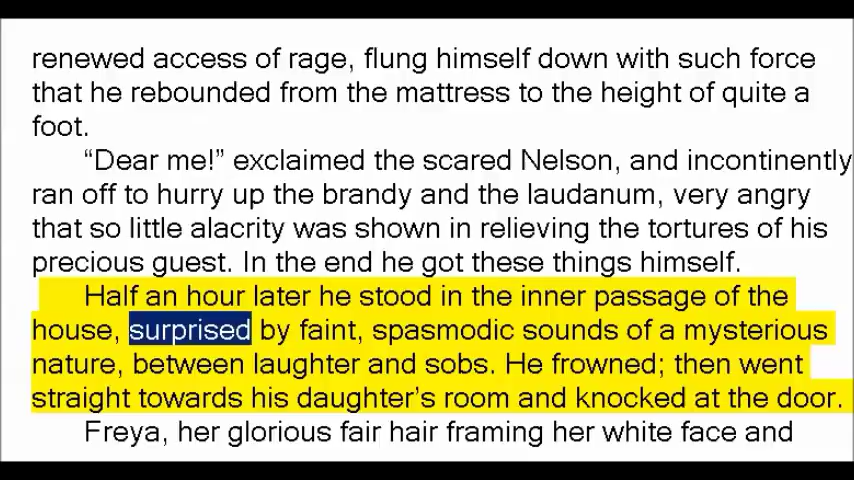 renewed access of rage, flung himself down with such force
that he rebounded from the mattress to the height of quite a
foot.
“Dear me!” exclaimed the scared Nelson, and incontinently
ran off to hurry up the brandy and the laudanum, very angry
that so little alacrity was shown in relieving the tortures of his
precious guest. In the end he got these things himself.
Half an hour later he stood in the inner passage of the
house, surprised by faint, spasmodic sounds of a mysterious
nature, between laughter and sobs. He frowned; then went
straight towards his daughter’s room and knocked at the door.
Freya, her glorious fair hair framing her white face and